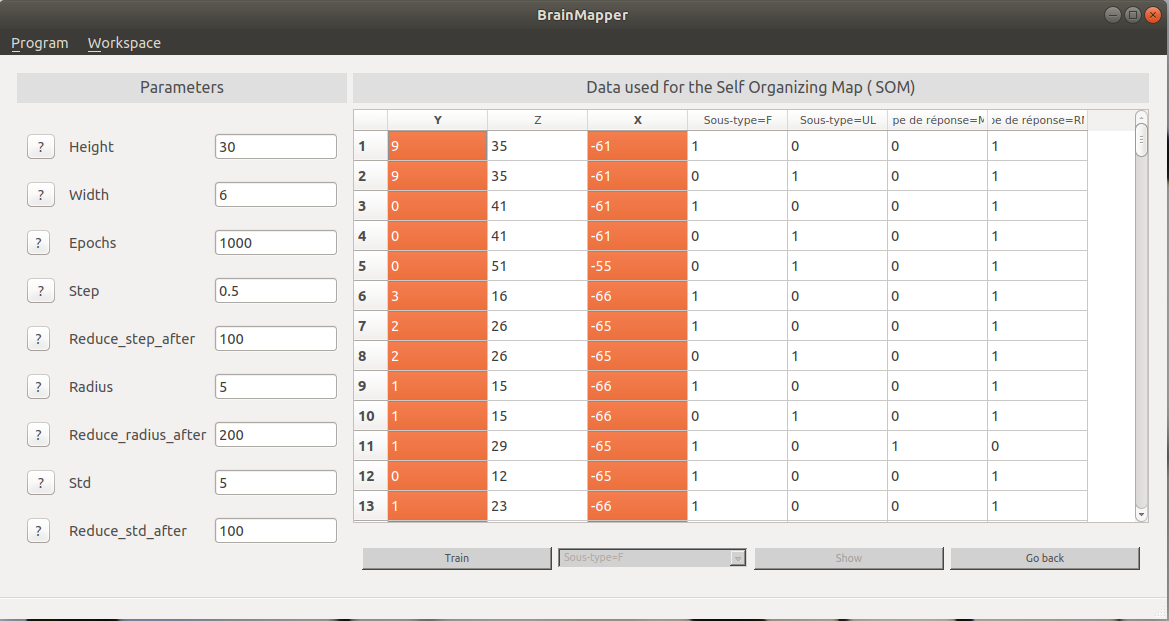 BrainMapper
Program Workspace
Parameters
Data used for the Self Organizing Map ( SOM)
? Height 30
? Width 6
? Epochs 1000
? Step 0.5
? Reduce_step_after 100
? Radius 5
? Reduce_radius_after 200
? Std 5
? Reduce_std_after 100
Y Z X Sous-type=F Sous-type=UL pe de réponse=M pe de réponse=RM
1 9 35 -61 1 0 0 1
2 9 35 -61 0 1 0 1
3 0 41 -61 1 0 0 1
4 0 41 -61 0 1 0 1
5 0 51 -55 0 1 0 1
6 3 16 -66 1 0 0 1
7 2 26 -65 1 0 0 1
8 2 26 -65 0 1 0 1
9 1 15 -66 1 0 0 1
10 1 15 -66 0 1 0 1
11 1 29 -65 1 0 1 0
12 0 12 -65 1 0 0 1
13 1 23 -66 1 0 0 1
Train Sous-type=F Show Go back